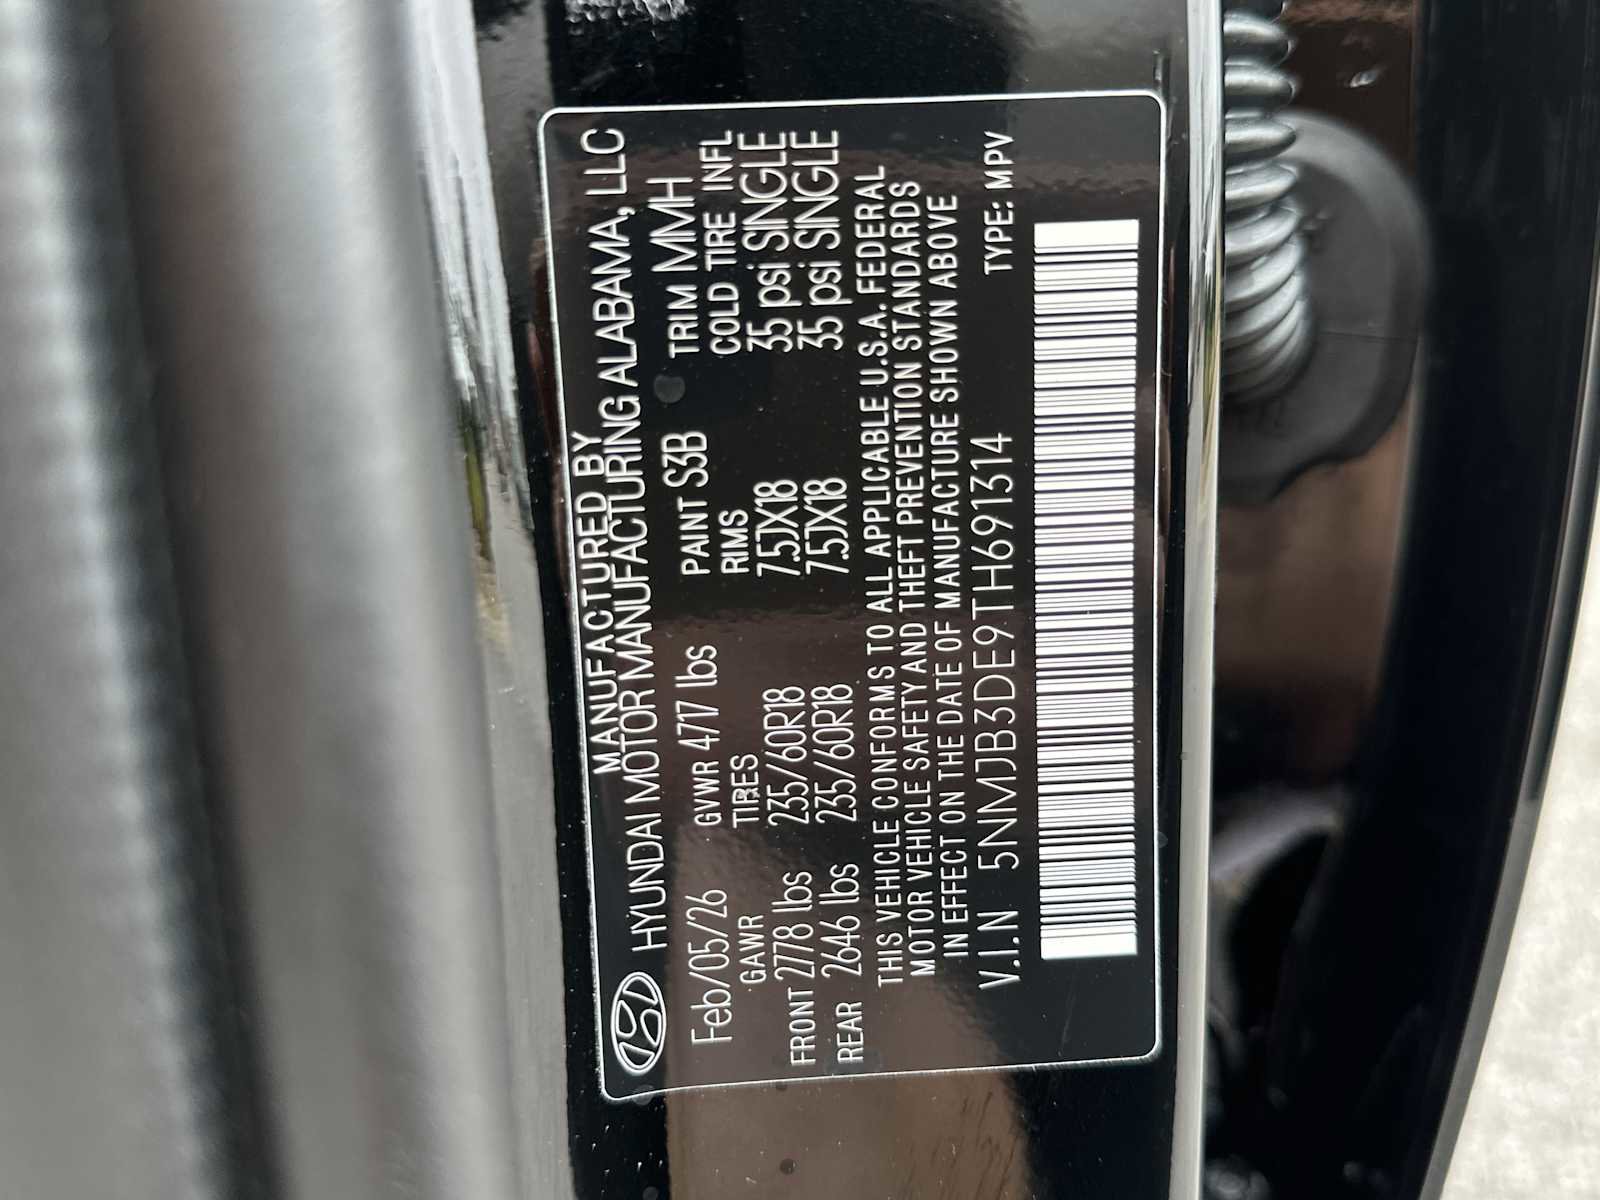 MANUFACTURED BY
HYUNDAI MOTOR MANUFACTURING ALABAMA, LLC
Feb/05/26 GVWR 4717 lbs PAINT S3B TRIM MMH
GAWR TIRES RIMS COLD TIRE INFL
FRONT 2778 lbs 235/60R18 7.5JX18 35 psi SINGLE
REAR 2646 lbs 235/60R18 7.5JX18 35 psi SINGLE
THIS VEHICLE CONFORMS TO ALL APPLICABLE U.S.A. FEDERAL
MOTOR VEHICLE SAFETY AND THEFT PREVENTION STANDARDS
IN EFFECT ON THE DATE OF MANUFACTURE SHOWN ABOVE
V.I.N 5NMJB3DE9TH691314 TYPE: MPV